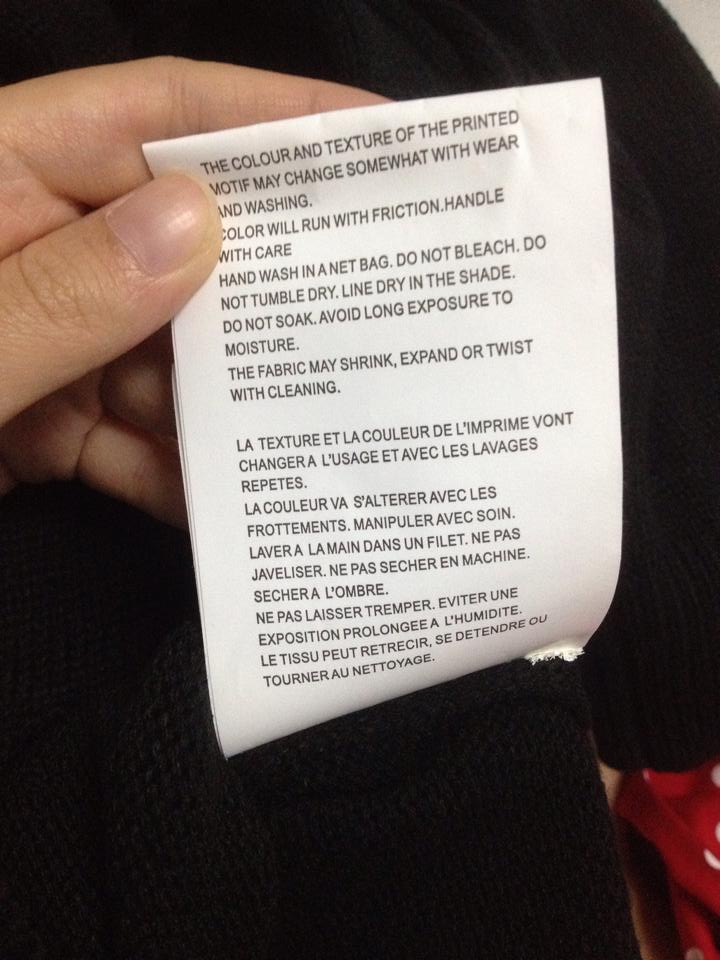 THE COLOUR AND TEXTURE OF THE PRINTED
MOTIF MAY CHANGE SOMEWHAT WITH WEAR
AND WASHING.
COLOR WILL RUN WITH FRICTION.HANDLE
WITH CARE
HAND WASH IN A NET BAG. DO NOT BLEACH. DO
NOT TUMBLE DRY. LINE DRY IN THE SHADE.
DO NOT SOAK. AVOID LONG EXPOSURE TO
MOISTURE.
THE FABRIC MAY SHRINK, EXPAND OR TWIST
WITH CLEANING.
LA TEXTURE ET LA COULEUR DE L'IMPRIME VONT
CHANGER A L'USAGE ET AVEC LES LAVAGES
REPETES.
LA COULEUR VA S'ALTERER AVEC LES
FROTTEMENTS. MANIPULER AVEC SOIN.
LAVER A LA MAIN DANS UN FILET. NE PAS
JAVELISER. NE PAS SECHER EN MACHINE.
SECHER A L'OMBRE.
NE PAS LAISSER TREMPER. EVITER UNE
EXPOSITION PROLONGEE A L'HUMIDITE.
LE TISSU PEUT RETRECIR, SE DETENDRE OU
TOURNER AU NETTOYAGE.